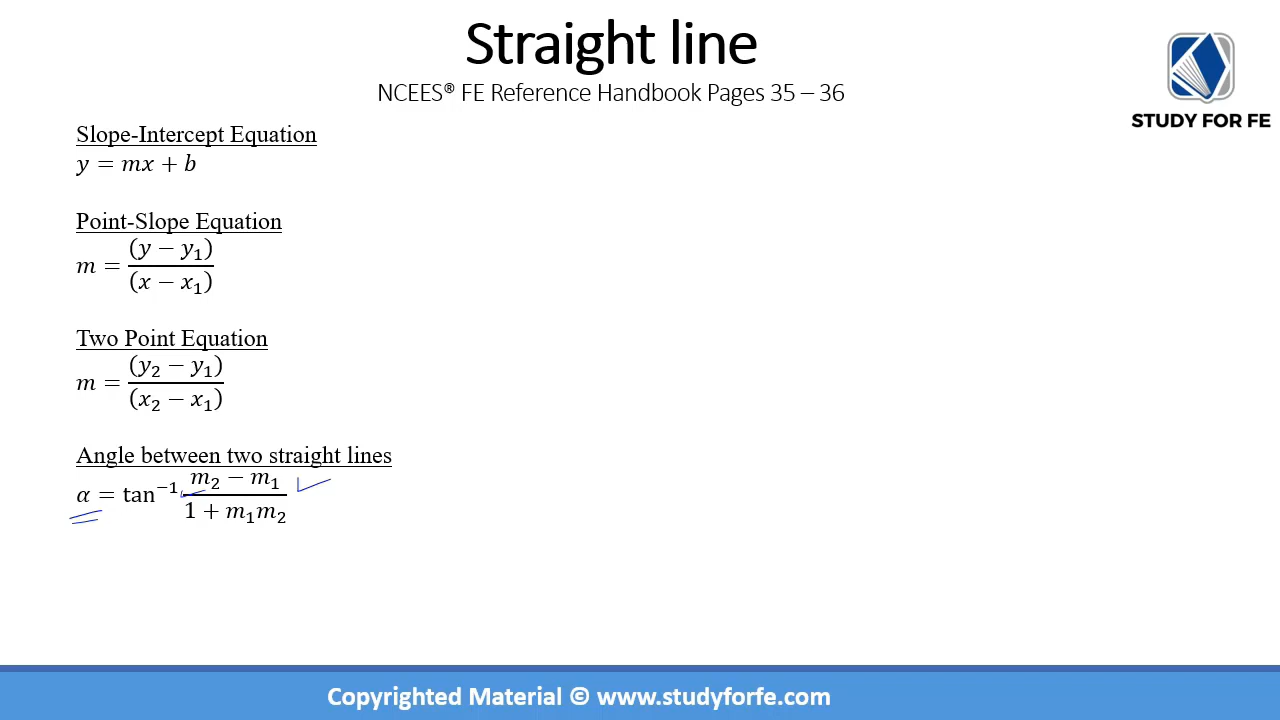 Straight line
NCEES® FE Reference Handbook Pages 35 – 36
STUDY FOR FE
Slope-Intercept Equation
y = mx + b
Point-Slope Equation
m = (y − y₁) / (x − x₁)
Two Point Equation
m = (y₂ − y₁) / (x₂ − x₁)
Angle between two straight lines
α = tan⁻¹ (m₂ − m₁) / (1 + m₁m₂)
Copyrighted Material © www.studyforfe.com